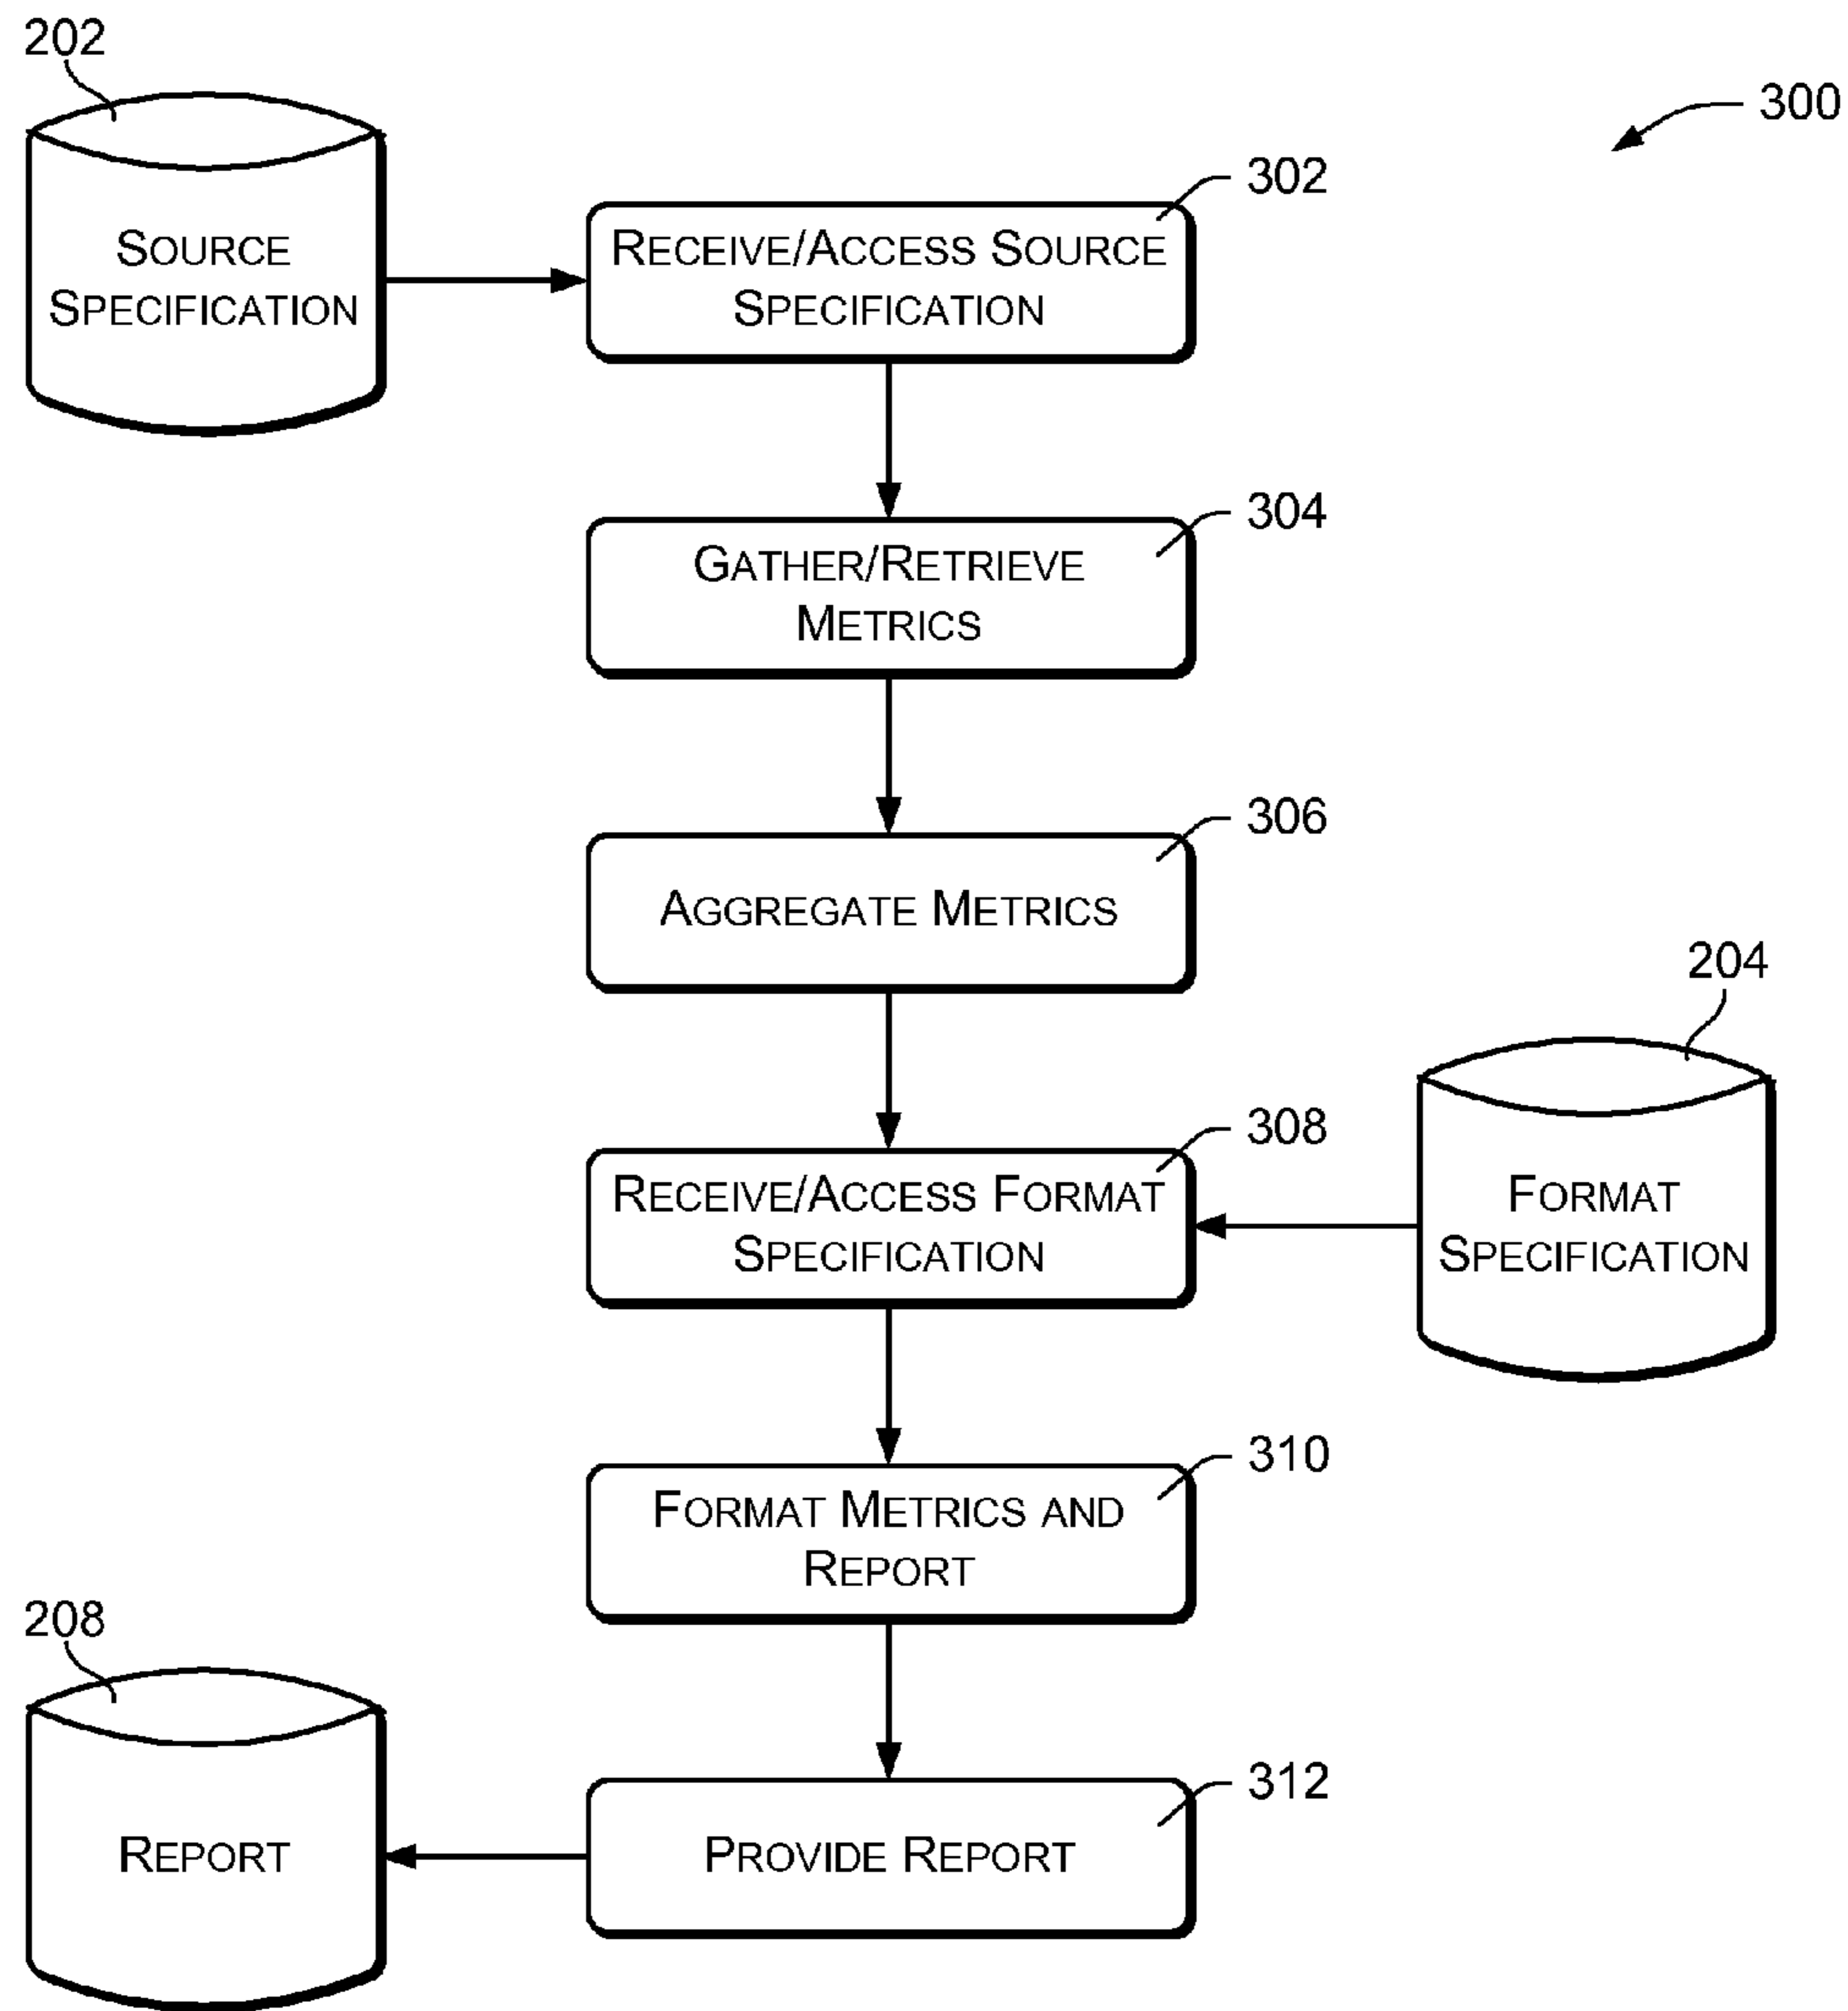 202
300
302
SOURCE
SPECIFICATION
RECEIVE/ACCESS SOURCE
SPECIFICATION
304
GATHER/RETRIEVE
METRICS
306
AGGREGATE METRICS
204
308
RECEIVE/ACCESS FORMAT
SPECIFICATION
FORMAT
SPECIFICATION
310
FORMAT METRICS AND
REPORT
208
312
REPORT
PROVIDE REPORT